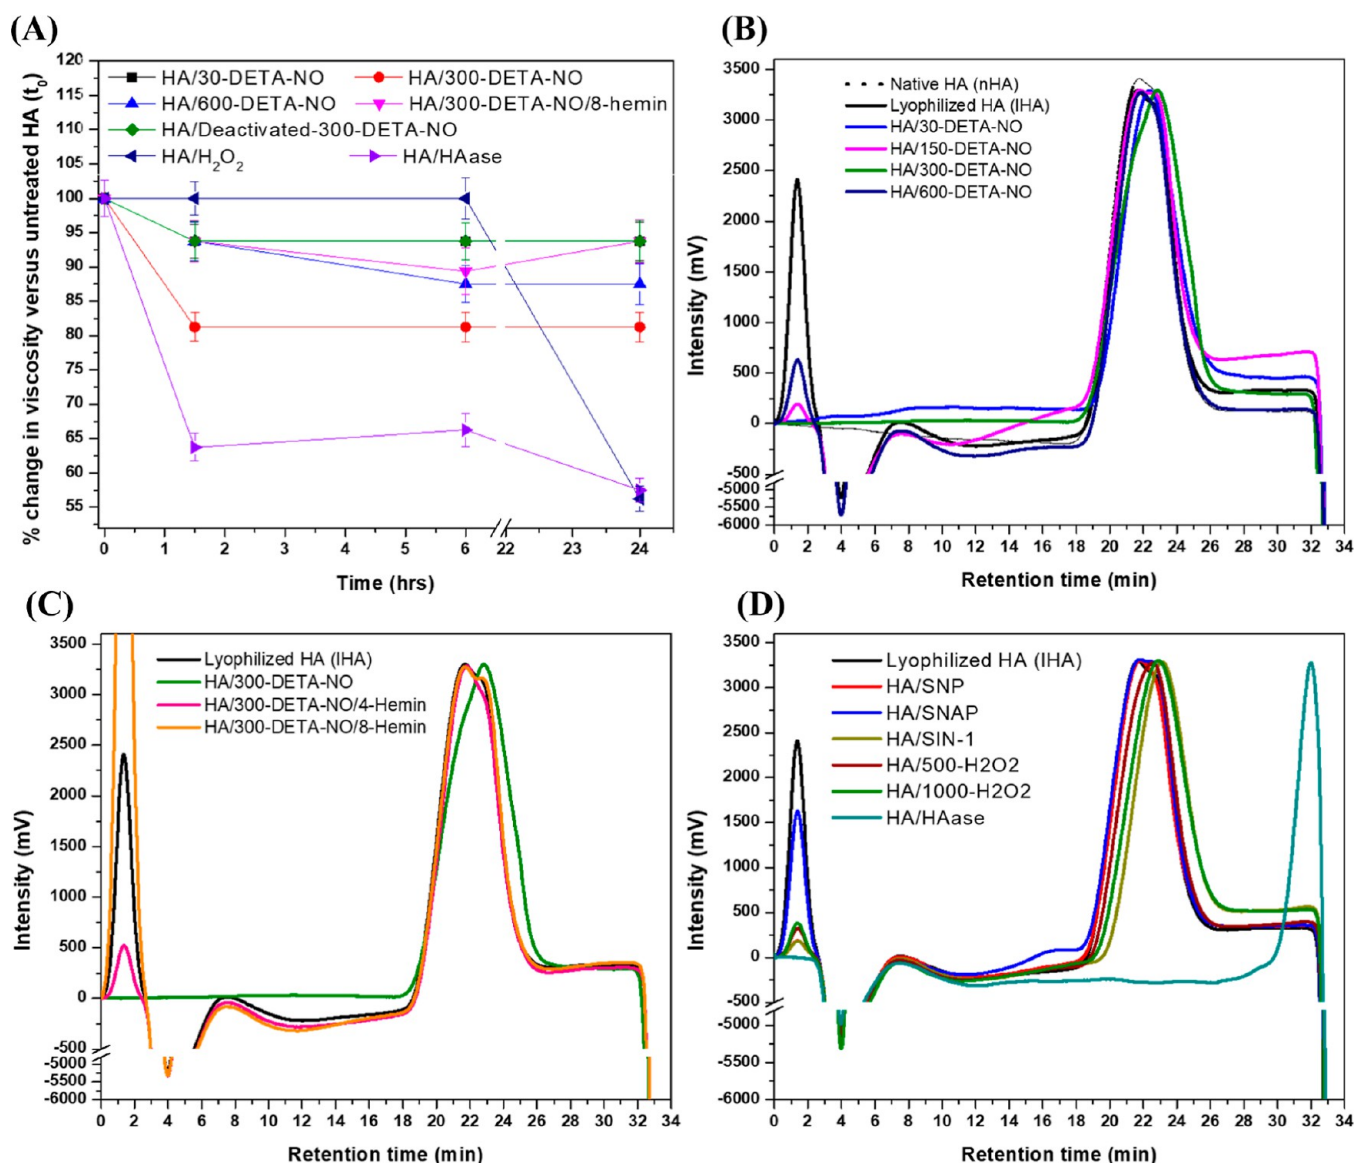 (A)
% change in viscosity versus untreated HA (t0)
120
115
110
105
100
95
90
85
80
75
70
65
60
55
HA/30-DETA-NO
HA/300-DETA-NO
HA/600-DETA-NO
HA/300-DETA-NO/8-hemin
HA/Deactivated-300-DETA-NO
HA/H2O2
HA/HAase
0 1 2 3 4 5 6 22 23 24
Time (hrs)
(B)
Intensity (mV)
3500
3000
2500
2000
1500
1000
500
0
-500
-5000
-5500
-6000
Native HA (nHA)
Lyophilized HA (lHA)
HA/30-DETA-NO
HA/150-DETA-NO
HA/300-DETA-NO
HA/600-DETA-NO
0 2 4 6 8 10 12 14 16 18 20 22 24 26 28 30 32 34
Retention time (min)
(C)
Intensity (mV)
3500
3000
2500
2000
1500
1000
500
0
-500
-5000
-5500
-6000
Lyophilized HA (lHA)
HA/300-DETA-NO
HA/300-DETA-NO/4-Hemin
HA/300-DETA-NO/8-Hemin
0 2 4 6 8 10 12 14 16 18 20 22 24 26 28 30 32 34
Retention time (min)
(D)
Intensity (mV)
3500
3000
2500
2000
1500
1000
500
0
-500
-5000
-5500
-6000
Lyophilized HA (lHA)
HA/SNP
HA/SNAP
HA/SIN-1
HA/500-H2O2
HA/1000-H2O2
HA/HAase
0 2 4 6 8 10 12 14 16 18 20 22 24 26 28 30 32 34
Retention time (min)